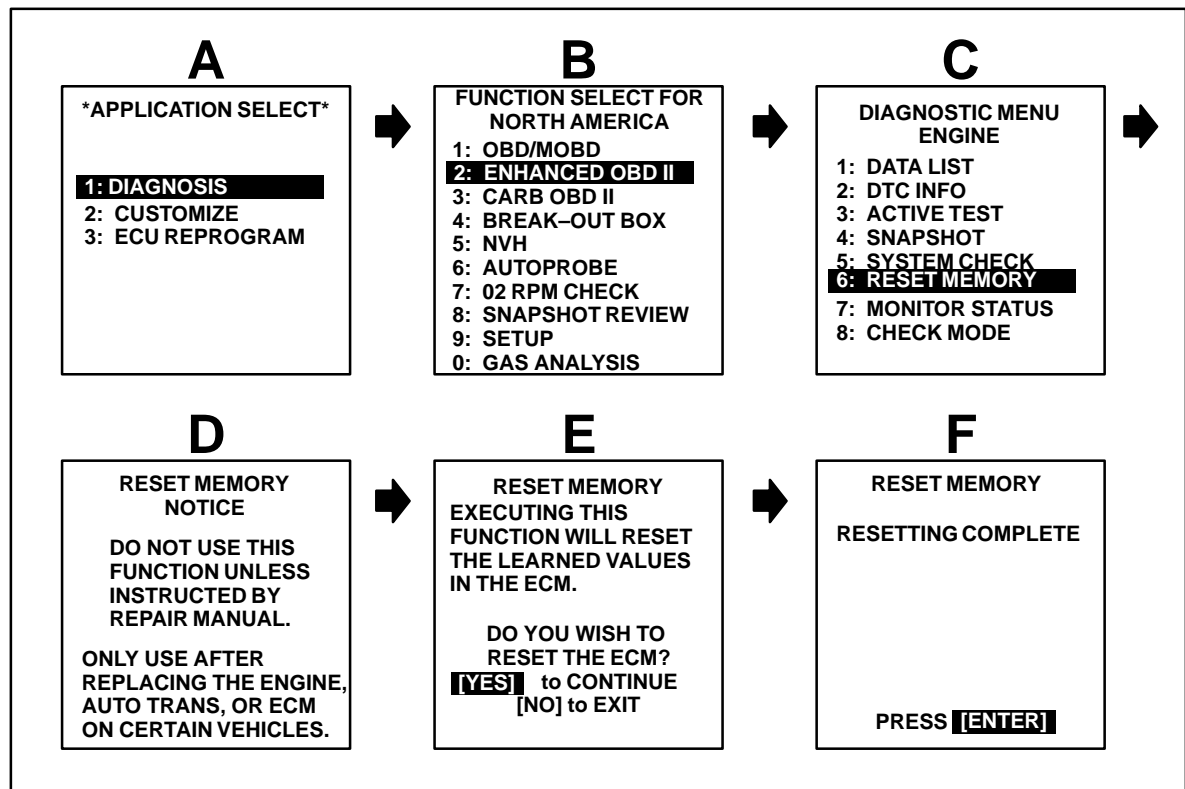 A
*APPLICATION SELECT*
1: DIAGNOSIS
2: CUSTOMIZE
3: ECU REPROGRAM
B
FUNCTION SELECT FOR
NORTH AMERICA
1: OBD/MOBD
2: ENHANCED OBD II
3: CARB OBD II
4: BREAK–OUT BOX
5: NVH
6: AUTOPROBE
7: 02 RPM CHECK
8: SNAPSHOT REVIEW
9: SETUP
0: GAS ANALYSIS
C
DIAGNOSTIC MENU
ENGINE
1: DATA LIST
2: DTC INFO
3: ACTIVE TEST
4: SNAPSHOT
5: SYSTEM CHECK
6: RESET MEMORY
7: MONITOR STATUS
8: CHECK MODE
D
RESET MEMORY
NOTICE
DO NOT USE THIS
FUNCTION UNLESS
INSTRUCTED BY
REPAIR MANUAL.
ONLY USE AFTER
REPLACING THE ENGINE,
AUTO TRANS, OR ECM
ON CERTAIN VEHICLES.
E
RESET MEMORY
EXECUTING THIS
FUNCTION WILL RESET
THE LEARNED VALUES
IN THE ECM.
DO YOU WISH TO
RESET THE ECM?
[YES] to CONTINUE
[NO] to EXIT
F
RESET MEMORY
RESETTING COMPLETE
PRESS [ENTER]